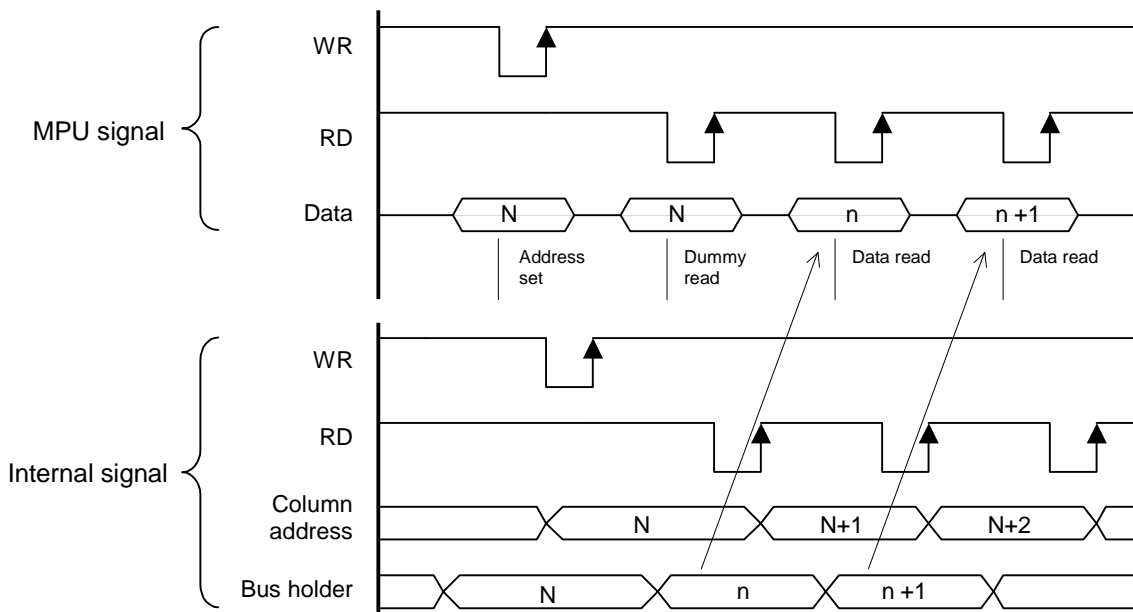 WR
MPU signal
RD
Data
N
N
n
n +1
Address
set
Dummy
read
Data read
Data read
WR
RD
Internal signal
Column
address
N
N+1
N+2
Bus holder
N
n
n +1